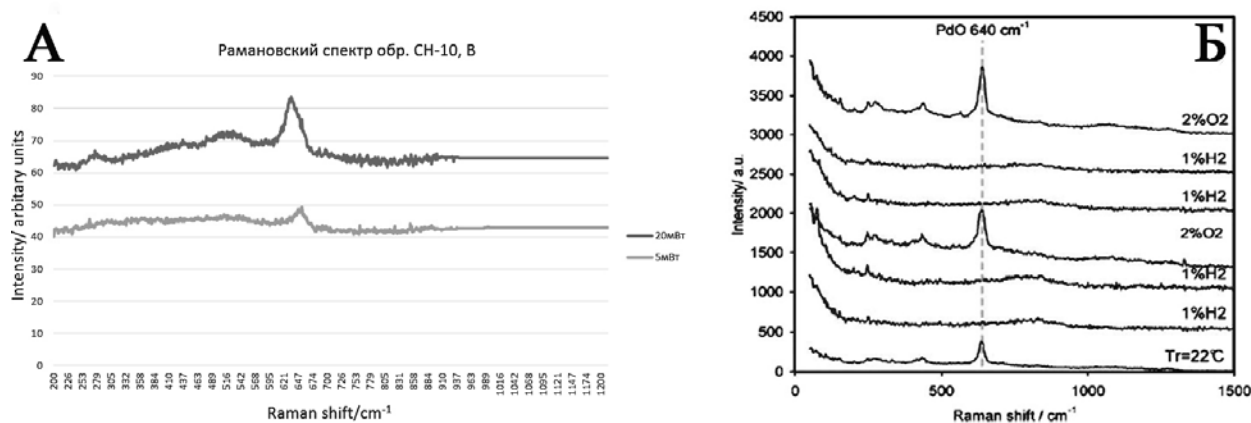 А
Рамановский спектр обр. СН-10, В
Intensity/ arbitary units
90
80
70
60
50
40
30
20
10
0
200 226 253 279 305 332 358 384 410 437 463 489 516 542 568 595 621 647 674 700 726 753 779 805 831 858 884 910 937 963 989 1016 1042 1068 1095 1121 1147 1174 1200
Raman shift/cm⁻¹
20мВт
5мВт
Б
PdO 640 cm⁻¹
Intensity/ a.u.
4500
4000
3500
3000
2500
2000
1500
1000
500
0
2%O2
1%H2
1%H2
2%O2
1%H2
1%H2
Tr=22℃
0 500 1000 1500
Raman shift / cm⁻¹